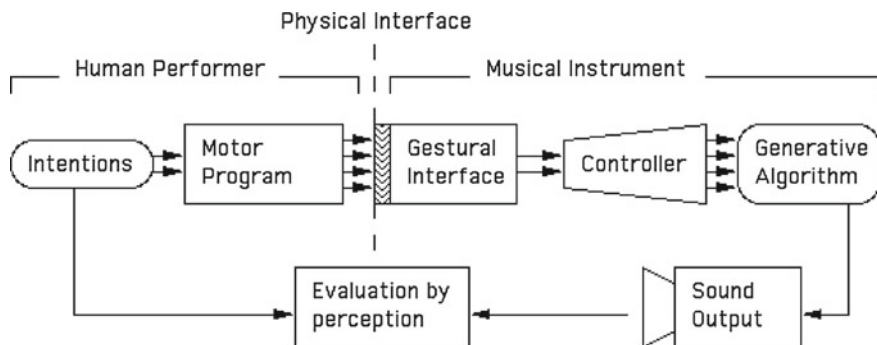 Physical Interface
Human Performer
Musical Instrument
Intentions
Motor
Program
Gestural
Interface
Controller
Generative
Algorithm
Evaluation by
perception
Sound
Output